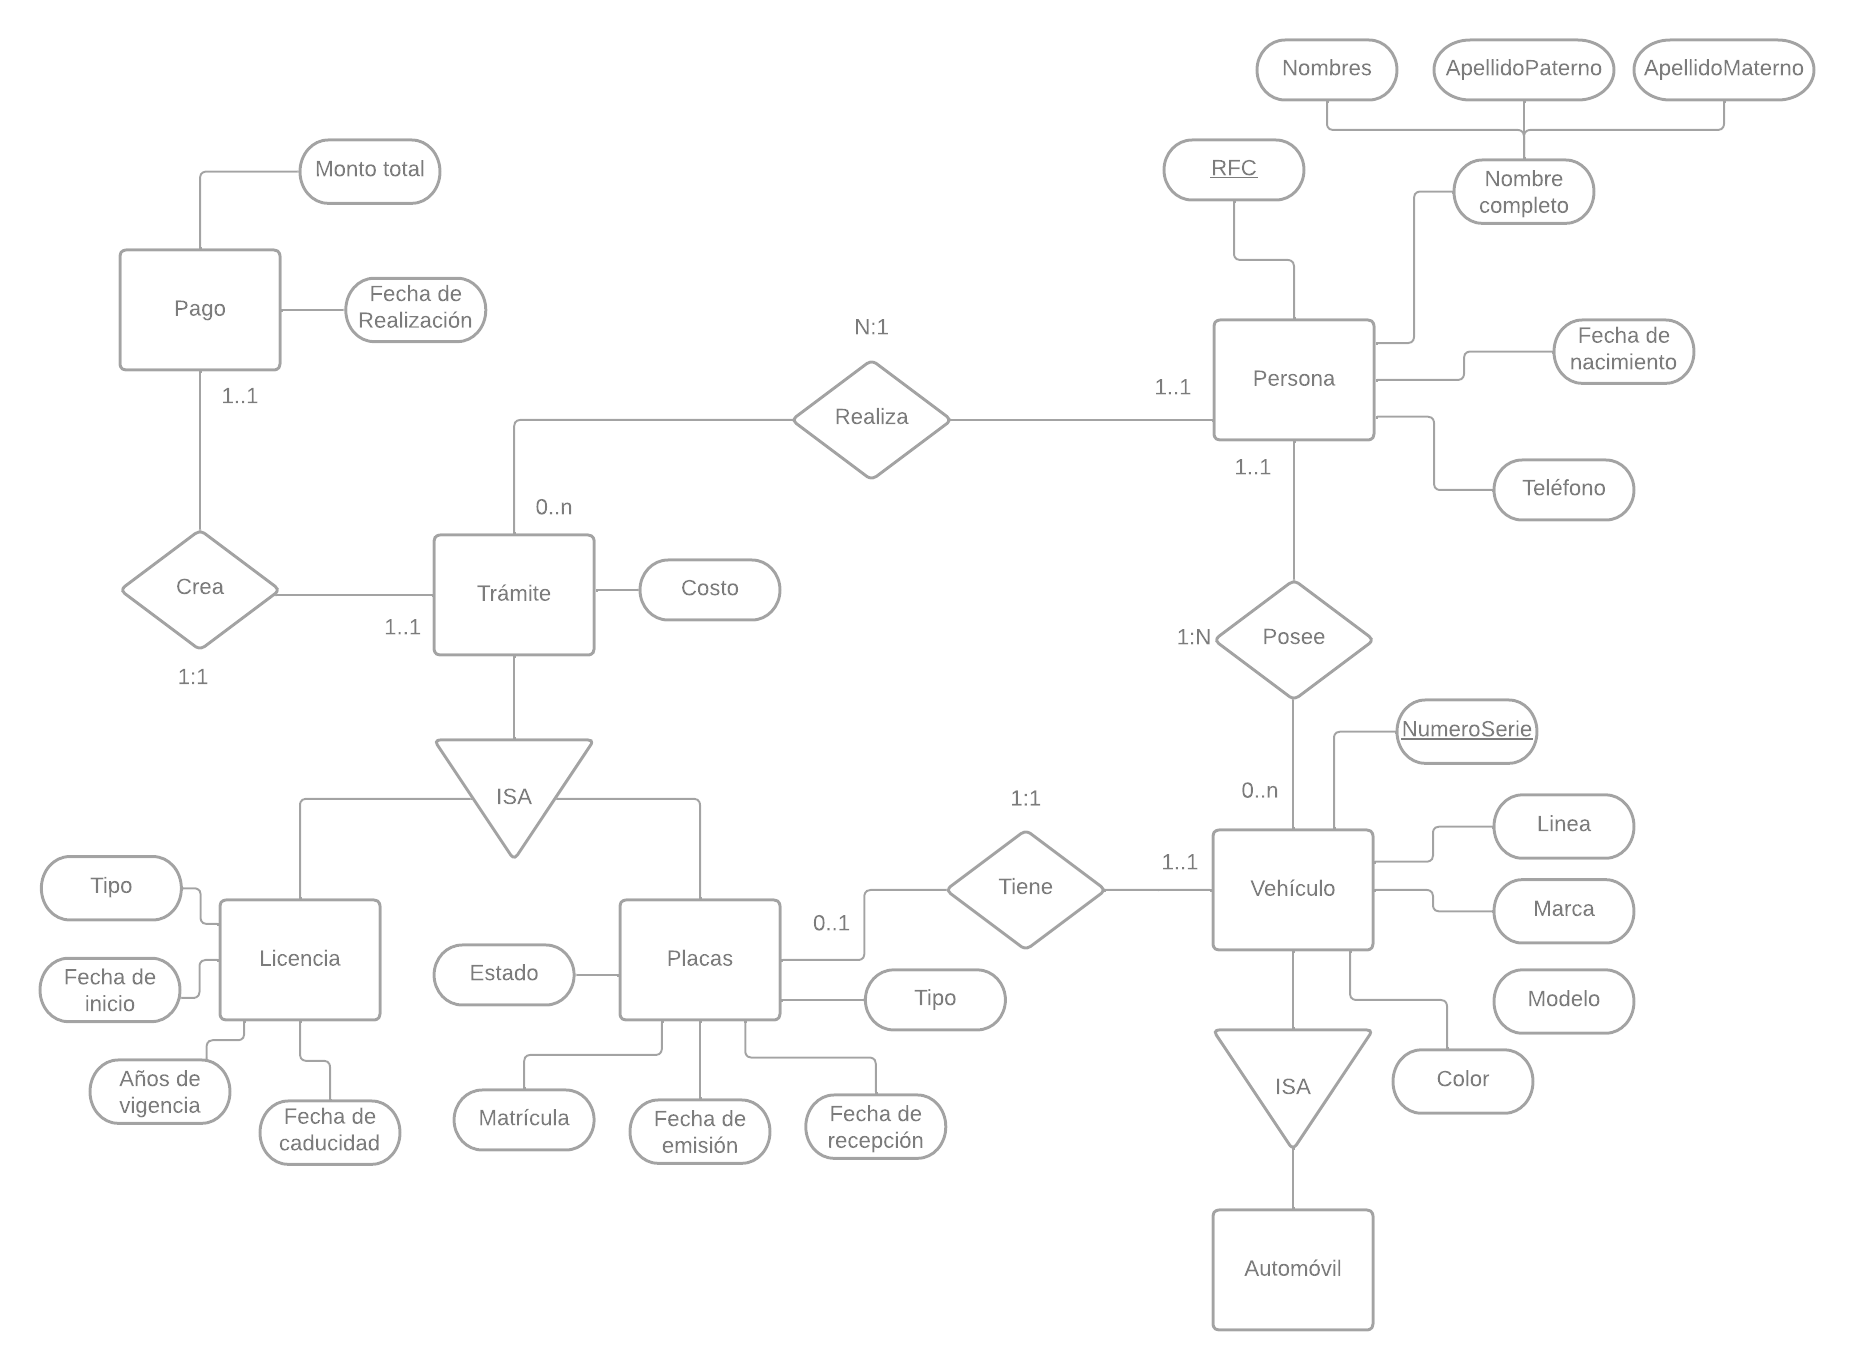 Nombres
ApellidoPaterno
ApellidoMaterno
Monto total
RFC
Nombre
completo
Pago
Fecha de
Realización
N:1
Fecha de
nacimiento
Persona
1..1
1..1
Realiza
1..1
Teléfono
0..n
Crea
Trámite
Costo
1..1
1:N
Posee
1:1
NumeroSerie
ISA
0..n
1:1
Linea
Tipo
1..1
Tiene
Vehículo
Marca
0..1
Licencia
Placas
Estado
Fecha de
inicio
Tipo
Modelo
Años de
vigencia
Fecha de
caducidad
Matrícula
Fecha de
emisión
Fecha de
recepción
ISA
Color
Automóvil